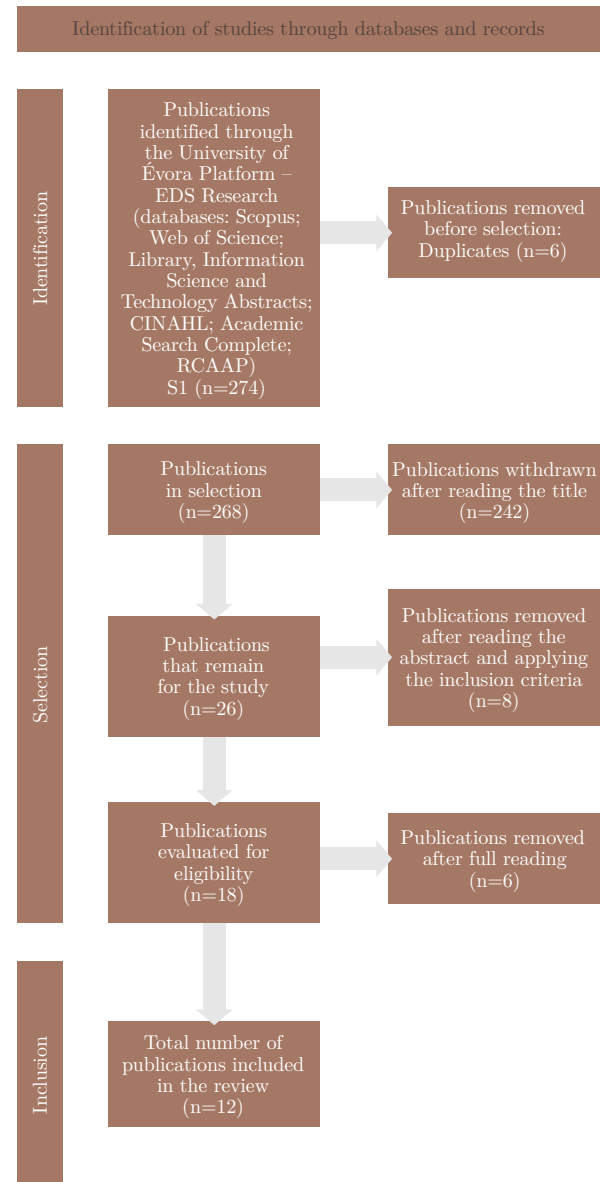 Identification of studies through databases and records
Identification
Publications
identified through
the University of
Évora Platform –
EDS Research
(databases: Scopus;
Web of Science;
Library, Information
Science and
Technology Abstracts;
CINAHL; Academic
Search Complete;
RCAAP)
S1 (n=274)
Publications removed
before selection:
Duplicates (n=6)
Selection
Publications
in selection
(n=268)
Publications withdrawn
after reading the title
(n=242)
Publications
that remain
for the study
(n=26)
Publications removed
after reading the
abstract and applying
the inclusion criteria
(n=8)
Publications
evaluated for
eligibility
(n=18)
Publications removed
after full reading
(n=6)
Inclusion
Total number of
publications included
in the review
(n=12)